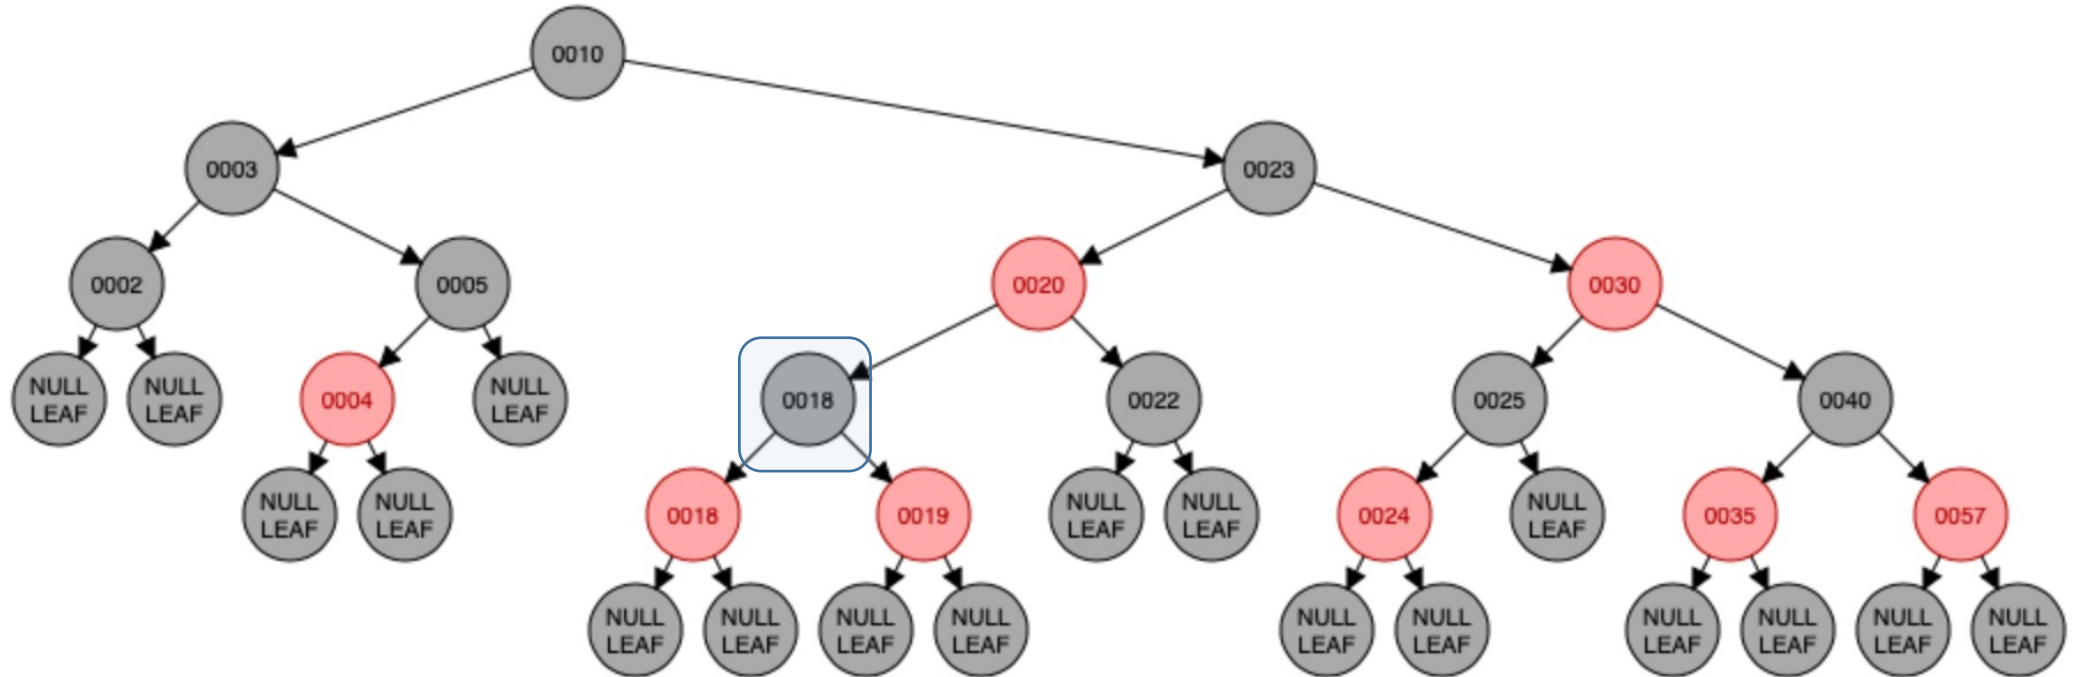 0010
0003
0023
0002
0005
0020
0030
NULL
LEAF
NULL
LEAF
0004
NULL
LEAF
0018
0022
0025
0040
NULL
LEAF
NULL
LEAF
0018
0019
NULL
LEAF
NULL
LEAF
0024
NULL
LEAF
0035
0057
NULL
LEAF
NULL
LEAF
NULL
LEAF
NULL
LEAF
NULL
LEAF
NULL
LEAF
NULL
LEAF
NULL
LEAF
NULL
LEAF
NULL
LEAF